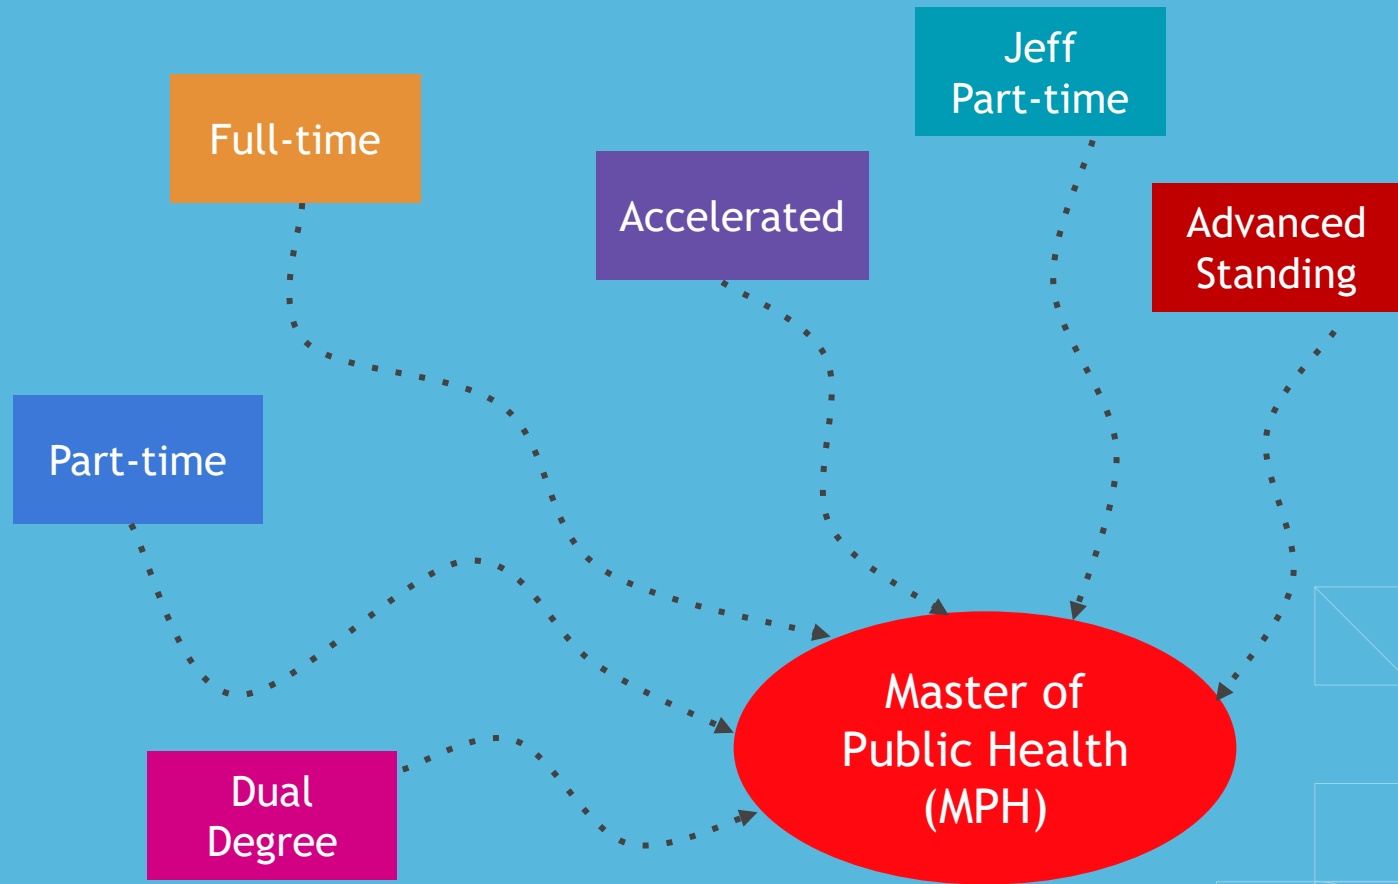 Jeff
Part-time
Full-time
Accelerated
Advanced
Standing
Part-time
Master of
Public Health
(MPH)
Dual
Degree